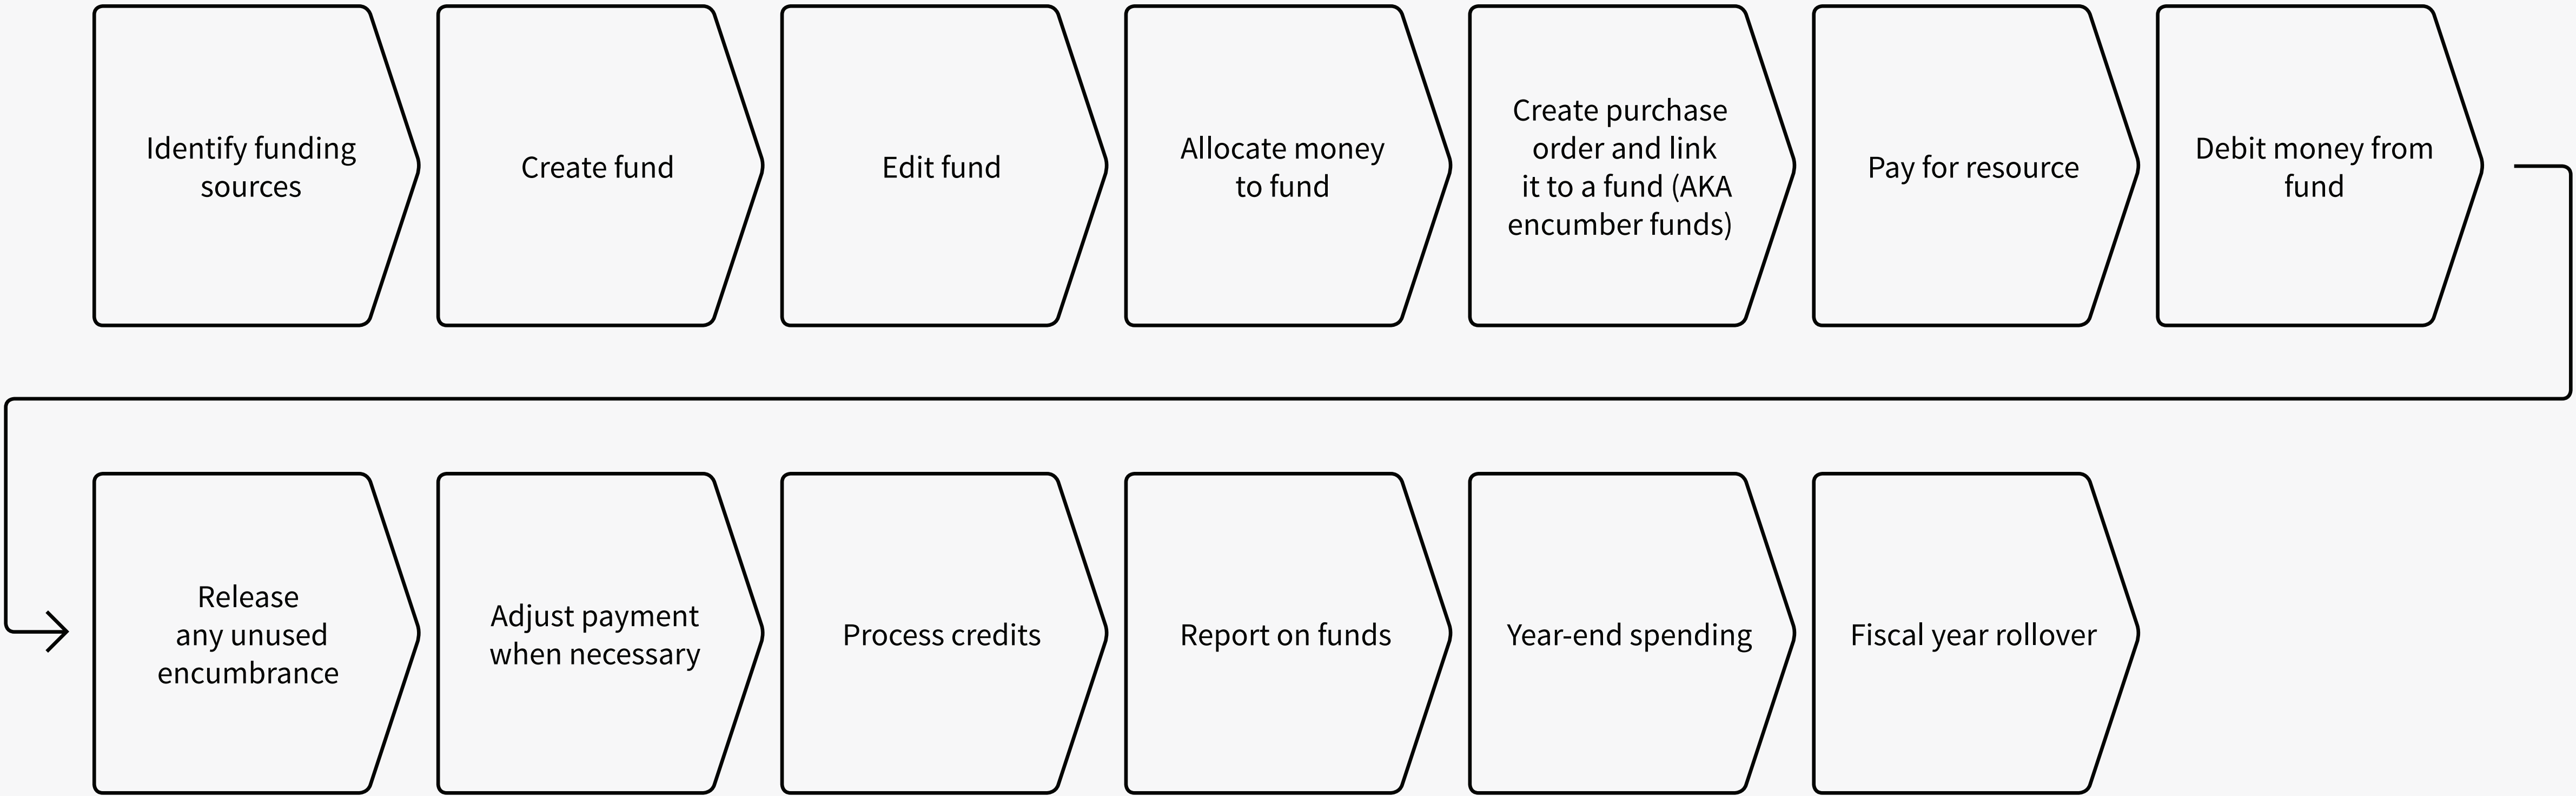 Identify funding
sources
Create fund
Edit fund
Allocate money
to fund
Create purchase
order and link
it to a fund (AKA
encumber funds)
Pay for resource
Debit money from
fund
Release
any unused
encumbrance
Adjust payment
when necessary
Process credits
Report on funds
Year-end spending
Fiscal year rollover